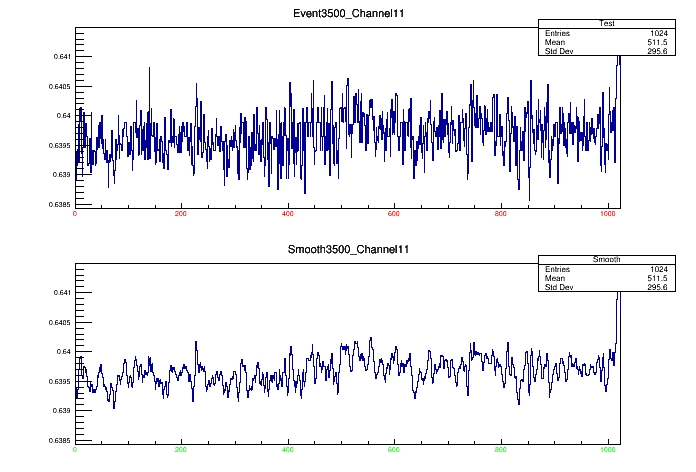 Event3500_Channel11
Test
Entries 1024
Mean 511.5
Std Dev 295.6
0.641
0.6405
0.64
0.6395
0.639
0.6385
0 200 400 600 800 1000
Smooth3500_Channel11
Smooth
Entries 1024
Mean 511.5
Std Dev 295.6
0.641
0.6405
0.64
0.6395
0.639
0.6385
0 200 400 600 800 1000